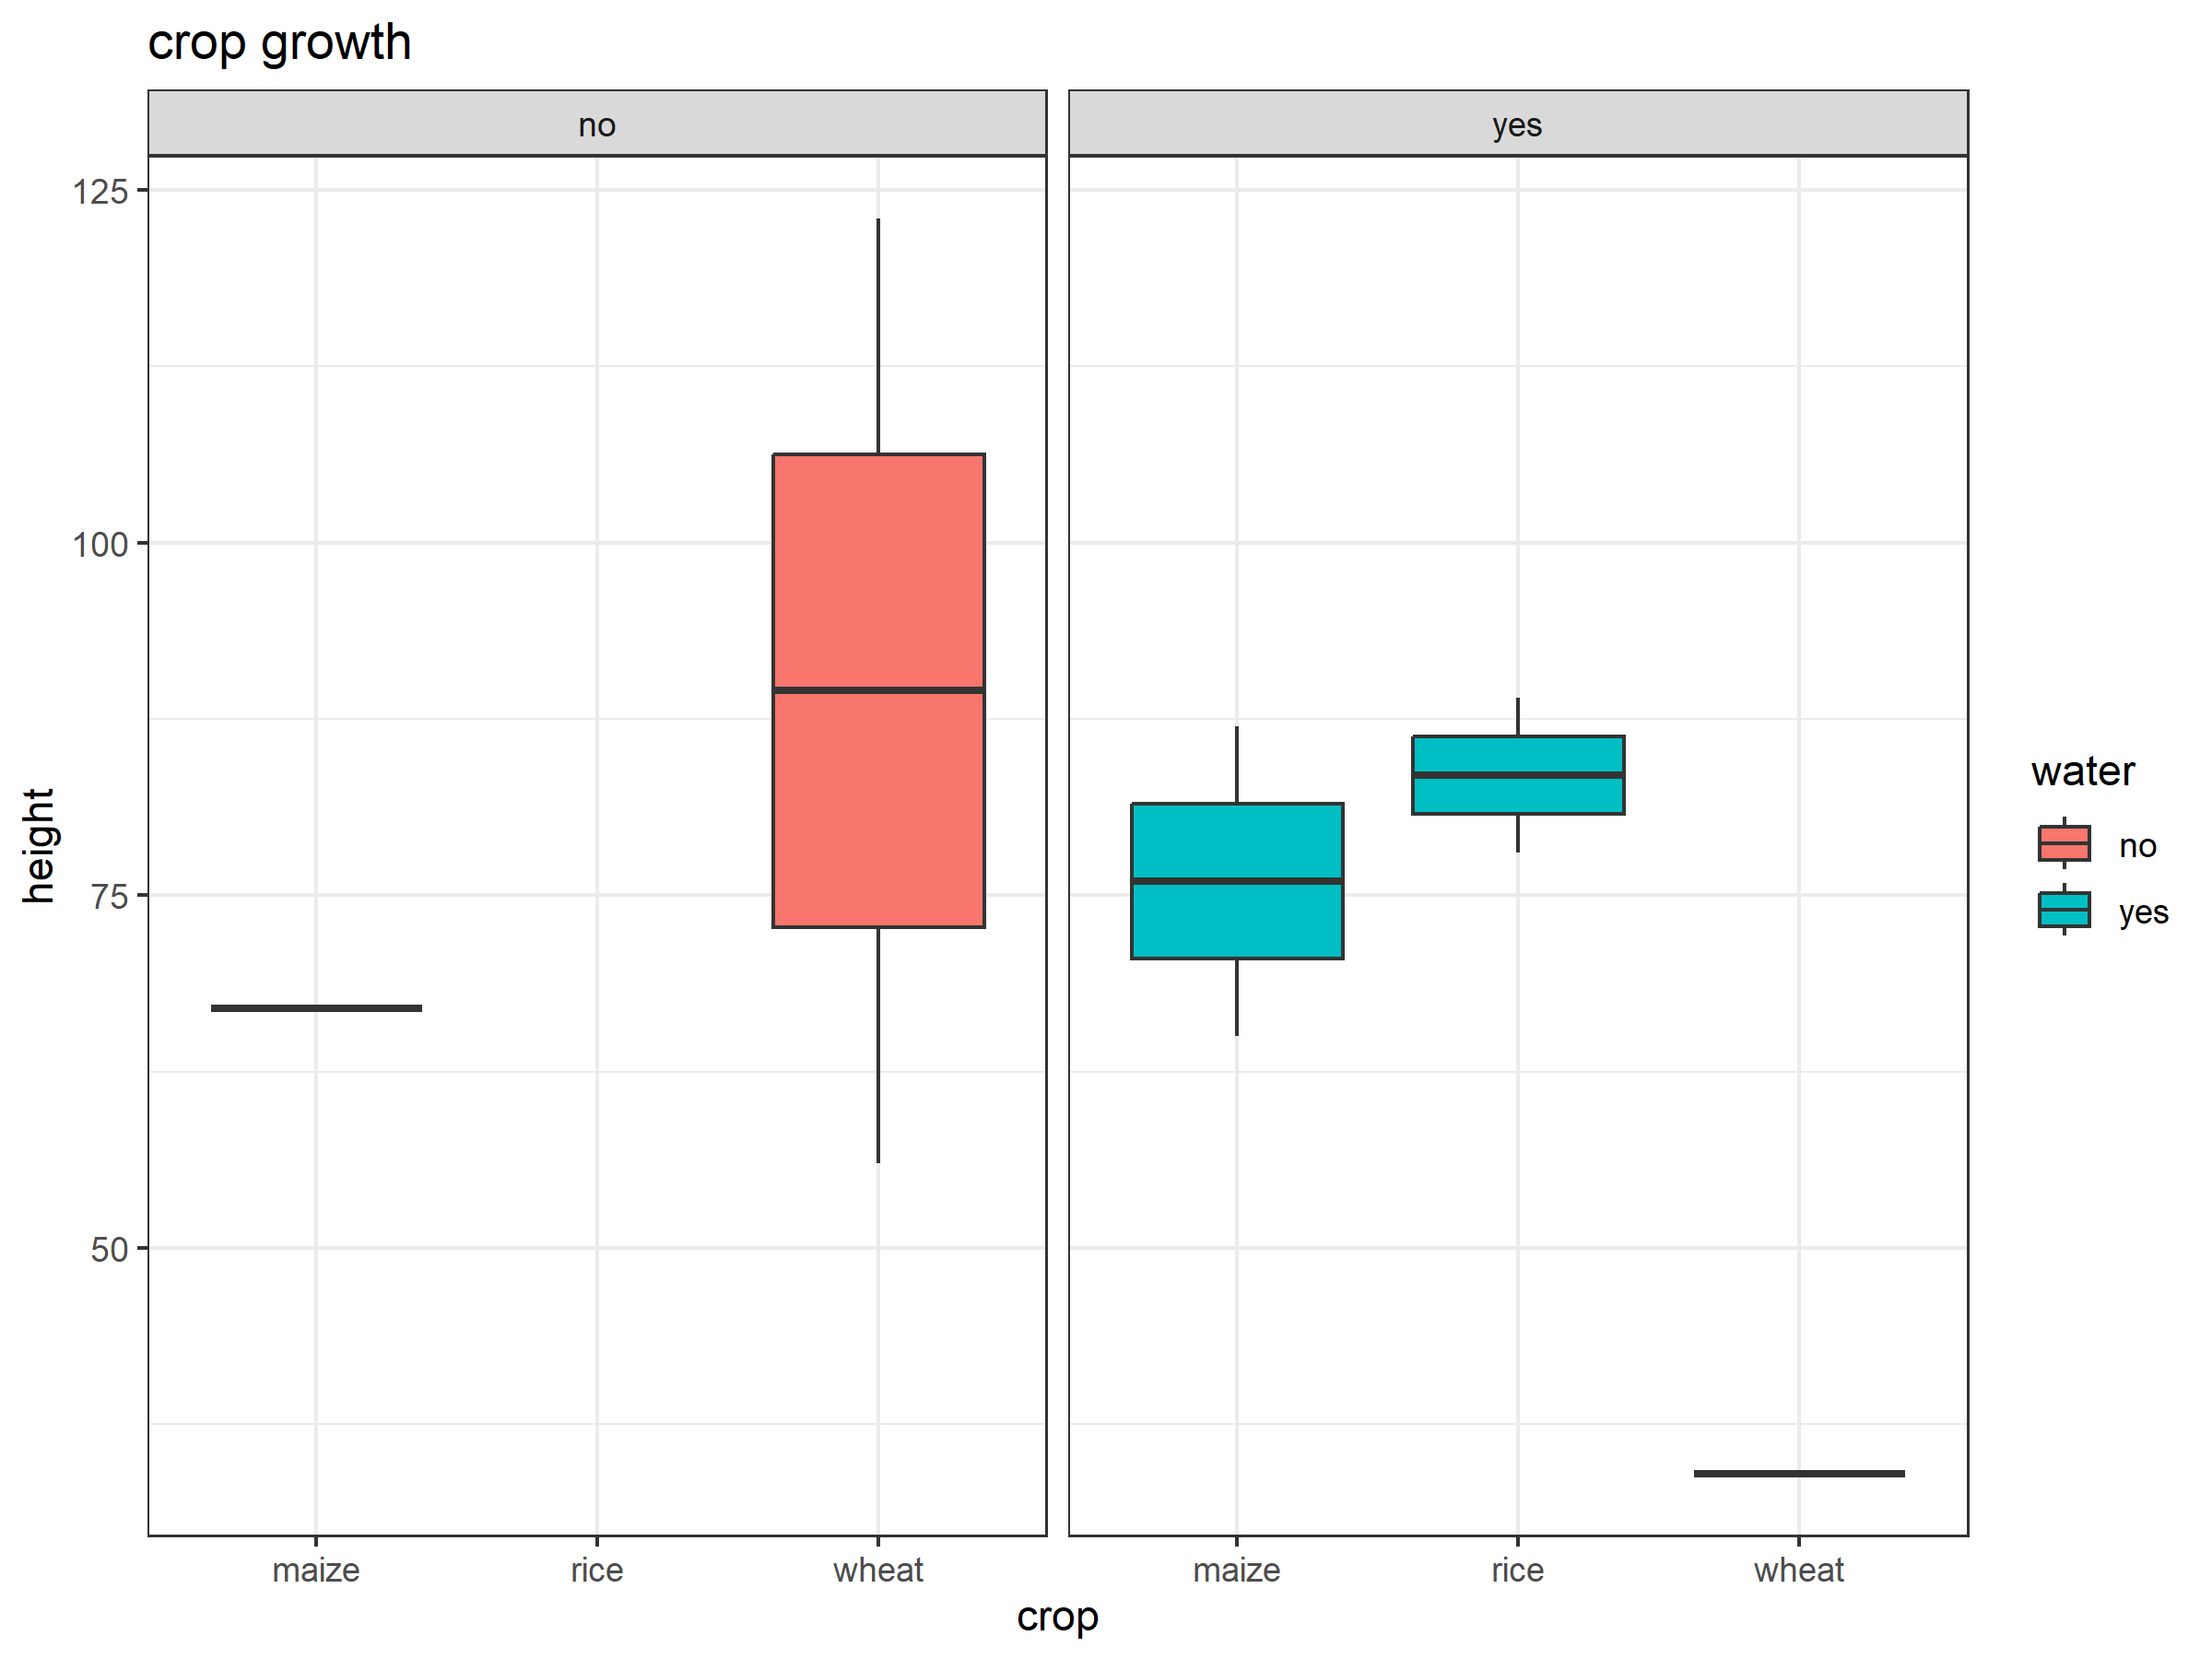 crop growth
no
yes
125
100
75
50
height
maize
rice
wheat
maize
rice
wheat
crop
water
no
yes